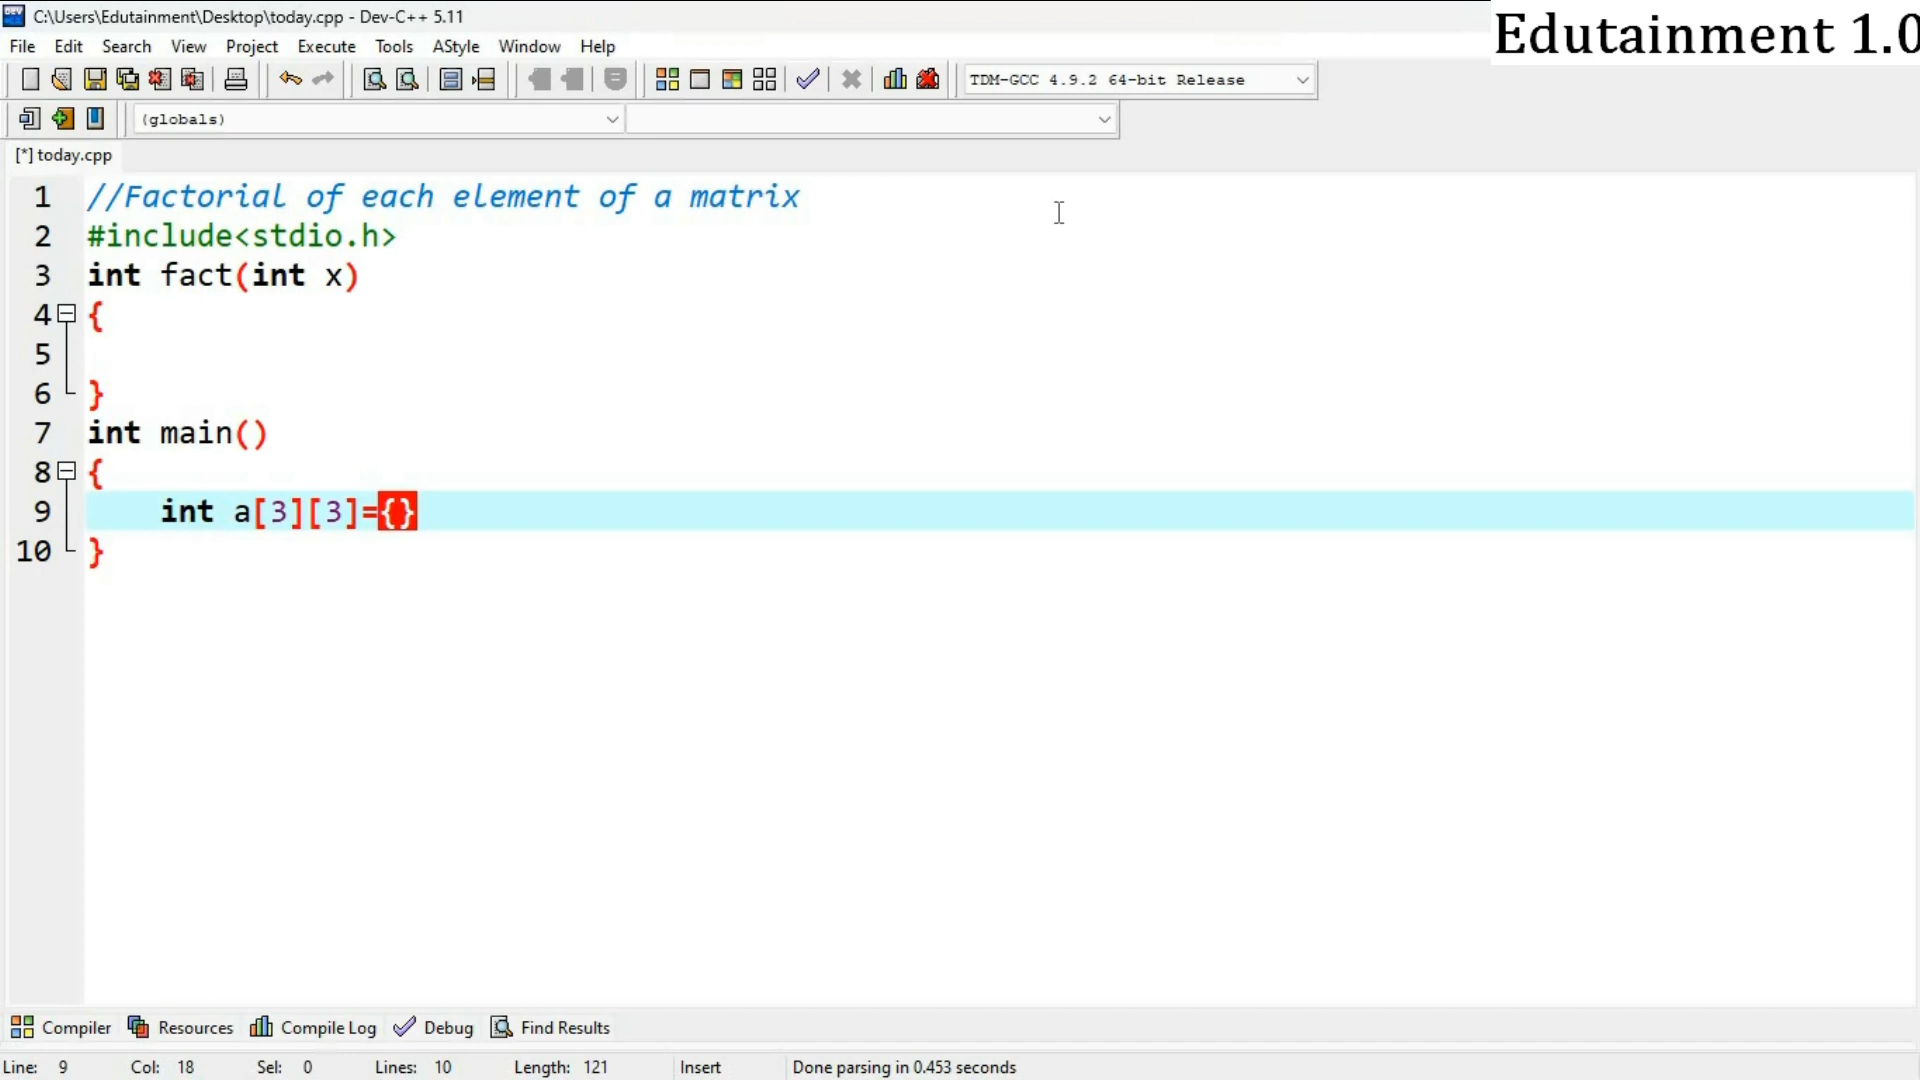 C:\Users\Edutainment\Desktop\today.cpp - Dev-C++ 5.11
Edutainment 1.0
File Edit Search View Project Execute Tools AStyle Window Help
TDM-GCC 4.9.2 64-bit Release
(globals)
[*] today.cpp
1 //Factorial of each element of a matrix
2 #include<stdio.h>
3 int fact(int x)
4 {
5
6 }
7 int main()
8 {
9 int a[3][3]={}
10 }
Compiler Resources Compile Log Debug Find Results
Line: 9 Col: 18 Sel: 0 Lines: 10 Length: 121 Insert Done parsing in 0.453 seconds